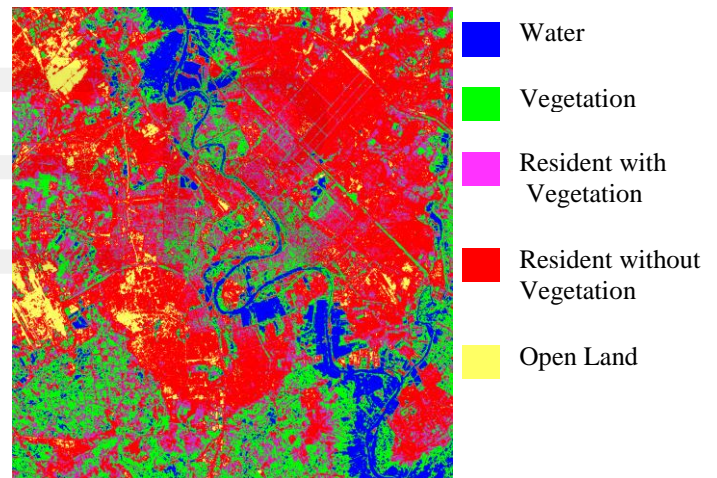 Water
Vegetation
Resident with
Vegetation
Resident without
Vegetation
Open Land